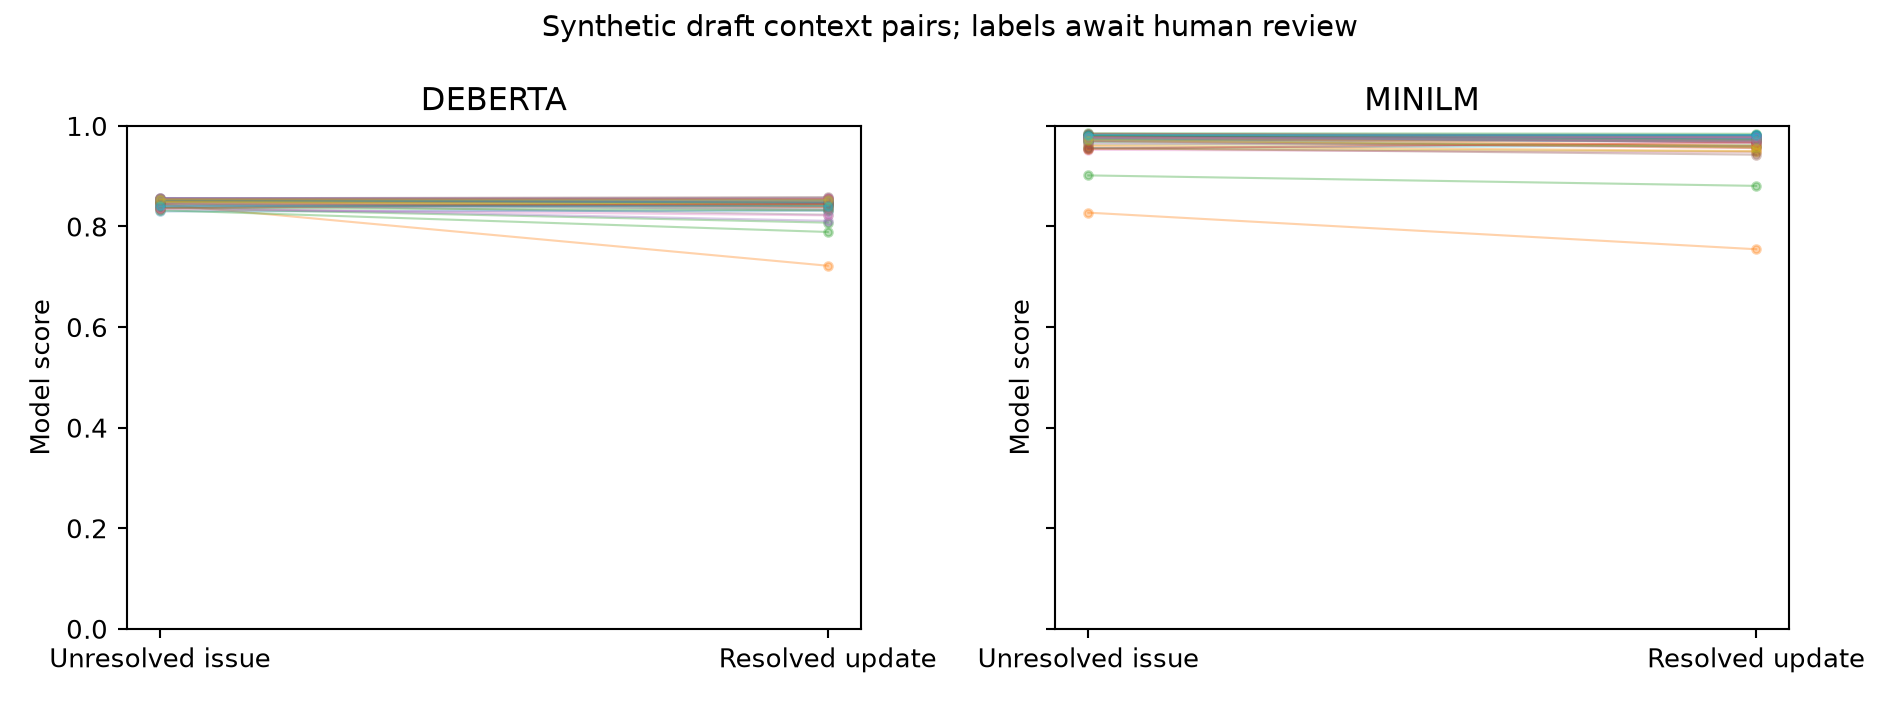 Synthetic draft context pairs; labels await human review
DEBERTA
1.0
0.8
0.6
0.4
0.2
0.0
Model score
Unresolved issue
Resolved update
MINILM
Model score
Unresolved issue
Resolved update